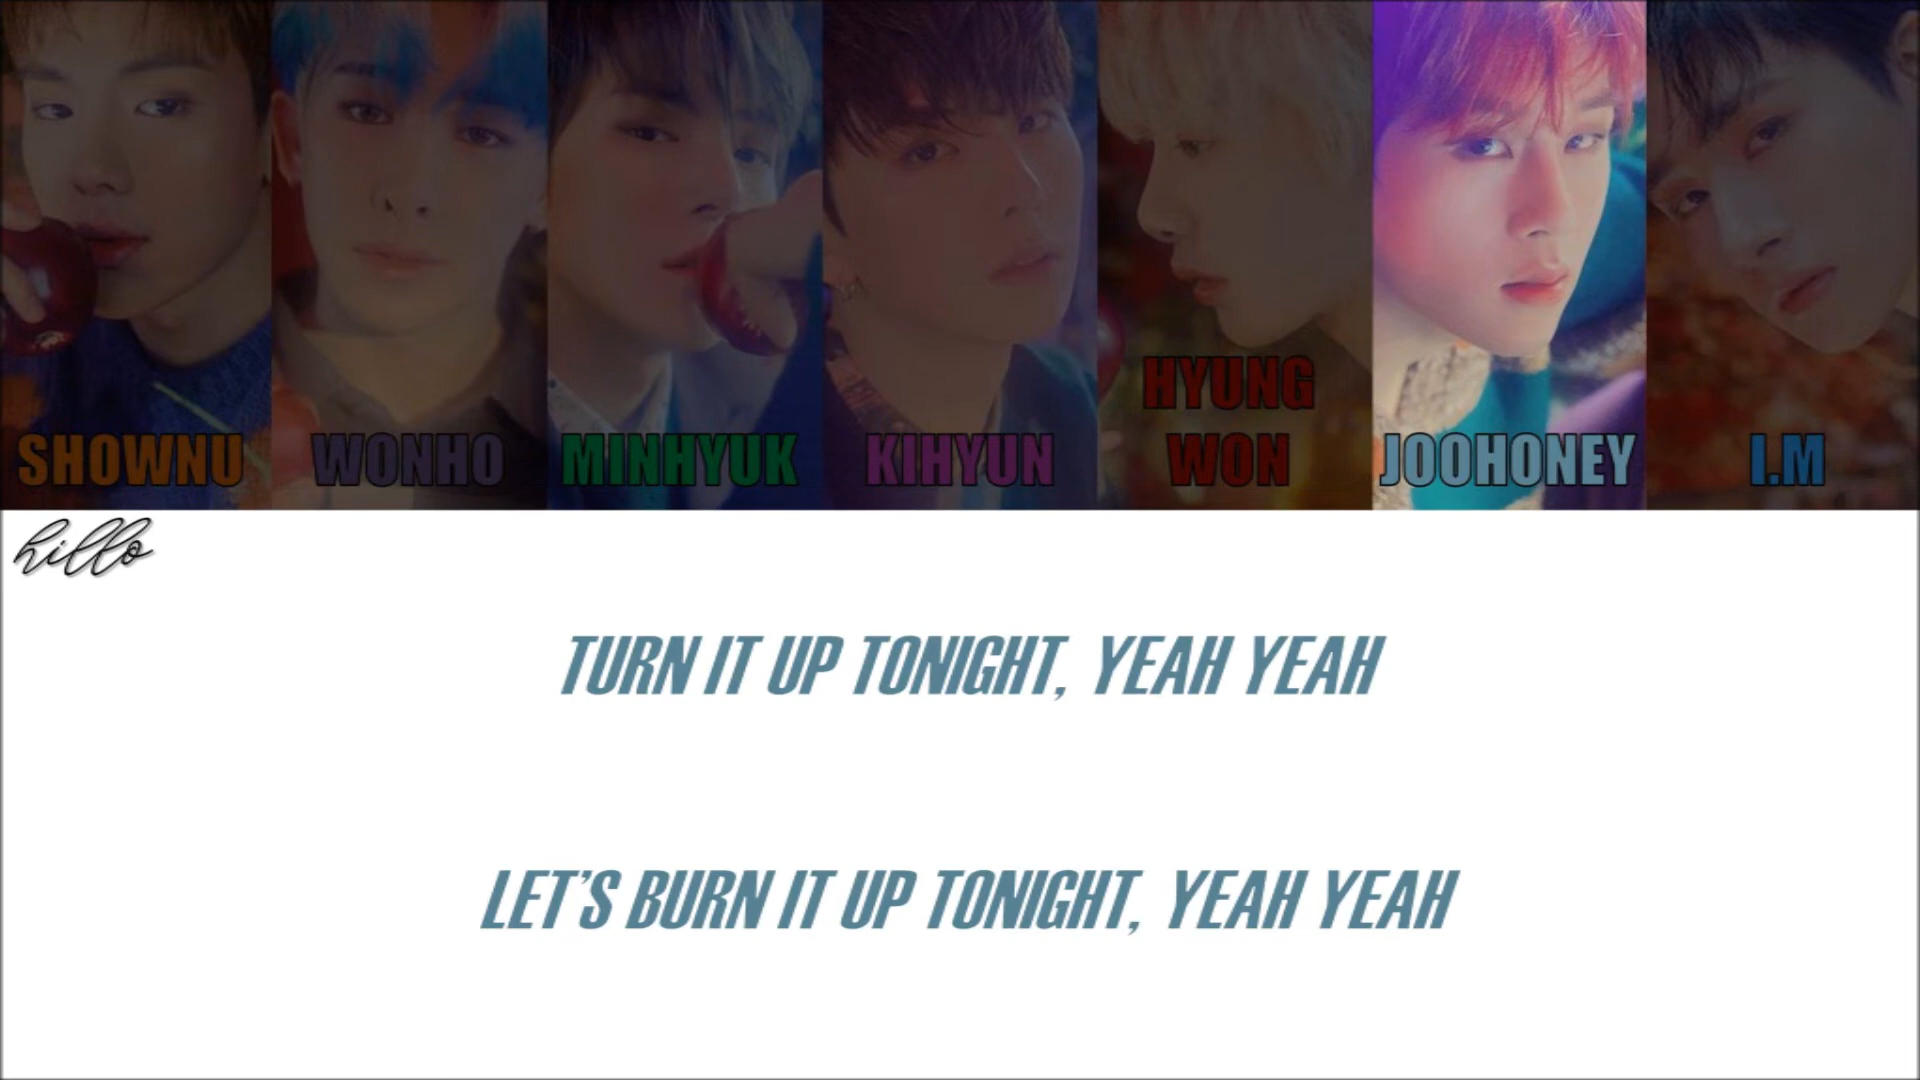 SHOWNU
WONHO
MINHYUK
KIHYUN
HYUNG
WON
JOOHONEY
I.M
hillo
TURN IT UP TONIGHT, YEAH YEAH
LET'S BURN IT UP TONIGHT, YEAH YEAH